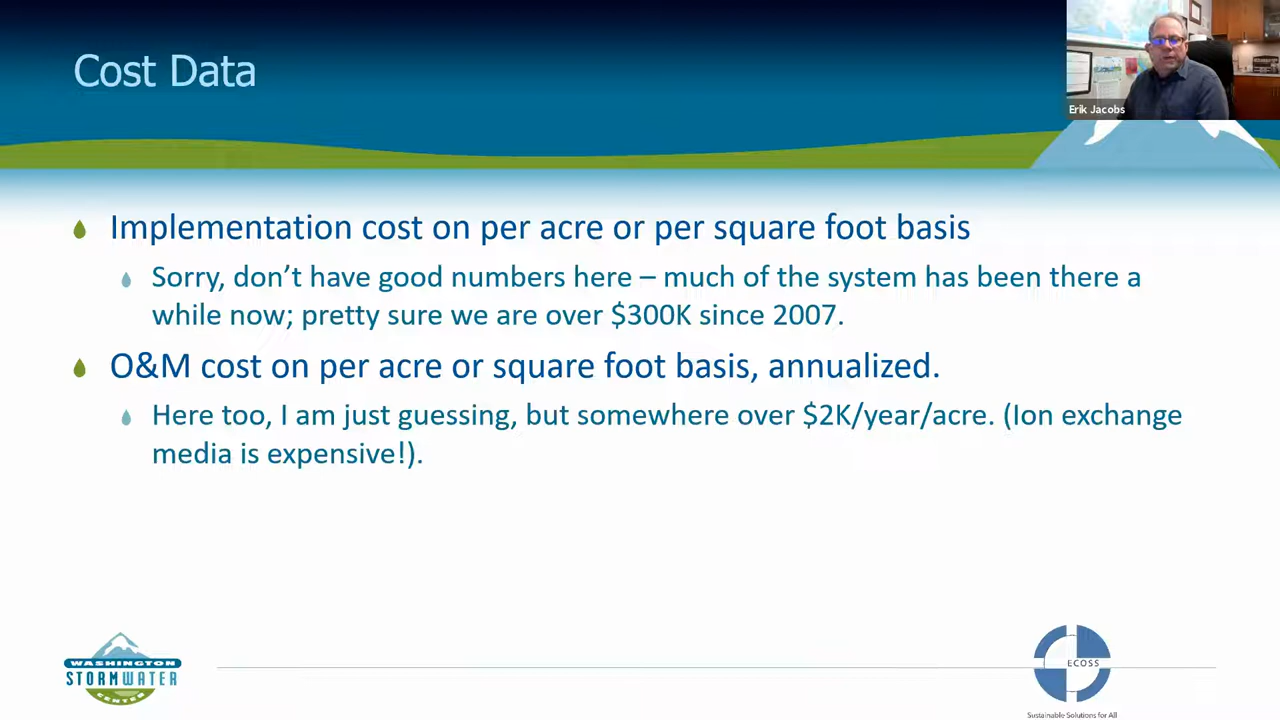 Cost Data
Erik Jacobs
Implementation cost on per acre or per square foot basis
Sorry, don’t have good numbers here – much of the system has been there a
while now; pretty sure we are over $300K since 2007.
O&M cost on per acre or square foot basis, annualized.
Here too, I am just guessing, but somewhere over $2K/year/acre. (Ion exchange
media is expensive!).
WASHINGTON
STORMWATER
CENTER
ECOSS
Sustainable Solutions for All